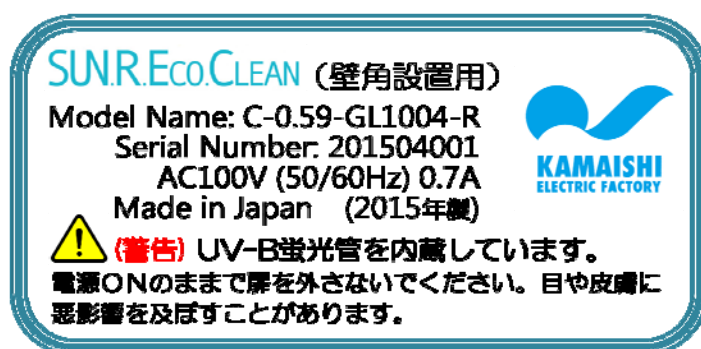 SUN.R.ECO.CLEAN (壁角設置用)
Model Name: C-0.59-GL1004-R
Serial Number: 201504001
AC100V (50/60Hz) 0.7A
Made in Japan (2015年製)
KAMAISHI
ELECTRIC FACTORY
(警告) UV-B蛍光管を内蔵しています。
電源ONのままで扉を外さないでください。目や皮膚に
悪影響を及ぼすことがあります。